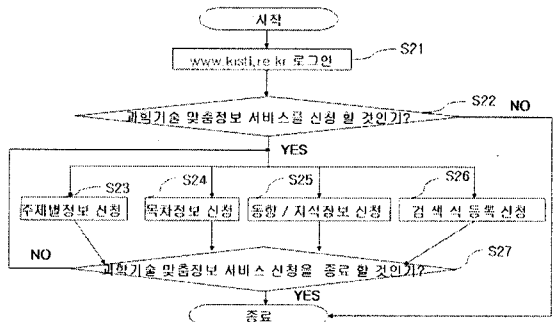 시작
www.kisti.re.kr 로그인
S21
과학기술 맞춤정보 서비스를 신청 할 것인가?
S22
NO
YES
S23
S24
S25
S26
주제별정보 신청
목차정보 신청
동향 / 지식정보 신청
검색식 등록 신청
NO
S27
과학기술 맞춤정보 서비스 신청을 종료 할 것인가?
YES
종료